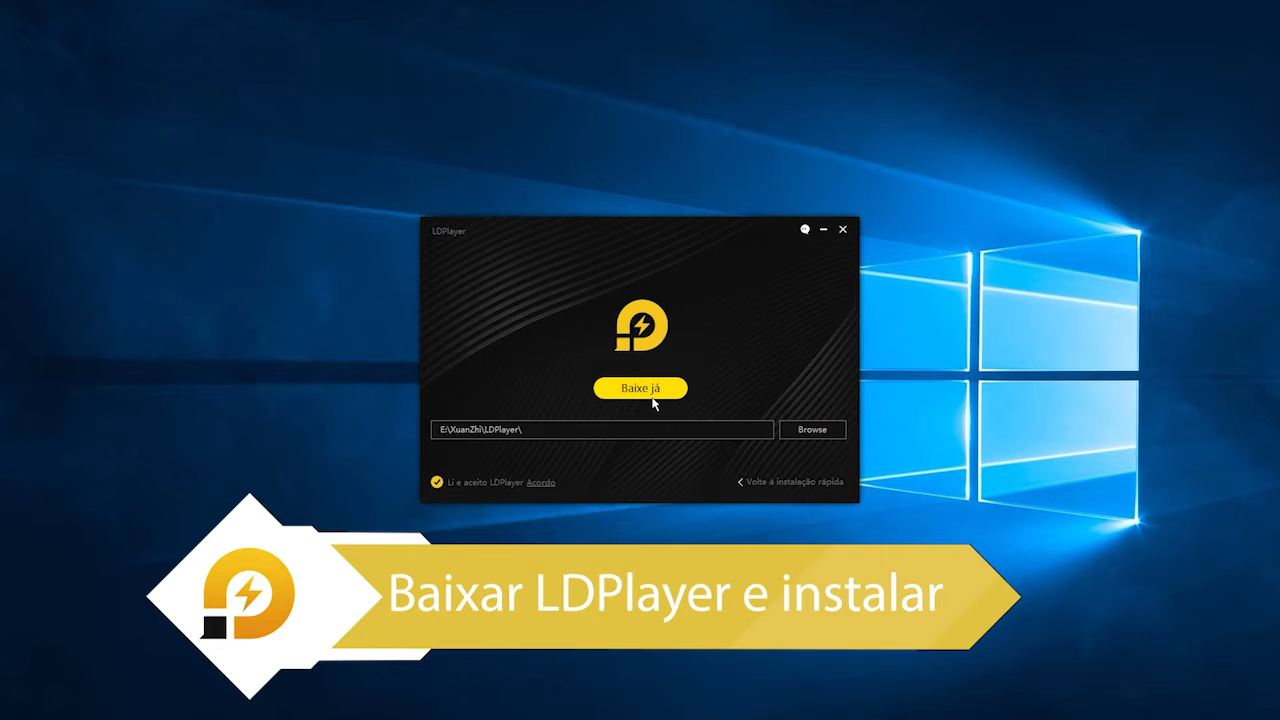 LDPlayer
Baixe já
E:\XuanZhi\LDPlayer\
Browse
Li e aceito LDPlayer Acordo
Volte á instalação rápida
Baixar LDPlayer e instalar